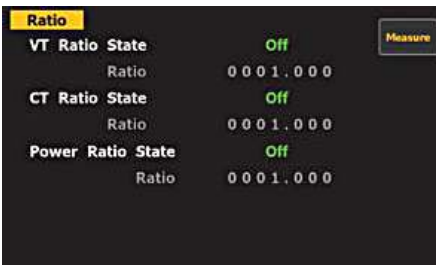 Ratio
Measure
VT Ratio State Off
Ratio 0001.000
CT Ratio State Off
Ratio 0001.000
Power Ratio State Off
Ratio 0001.000